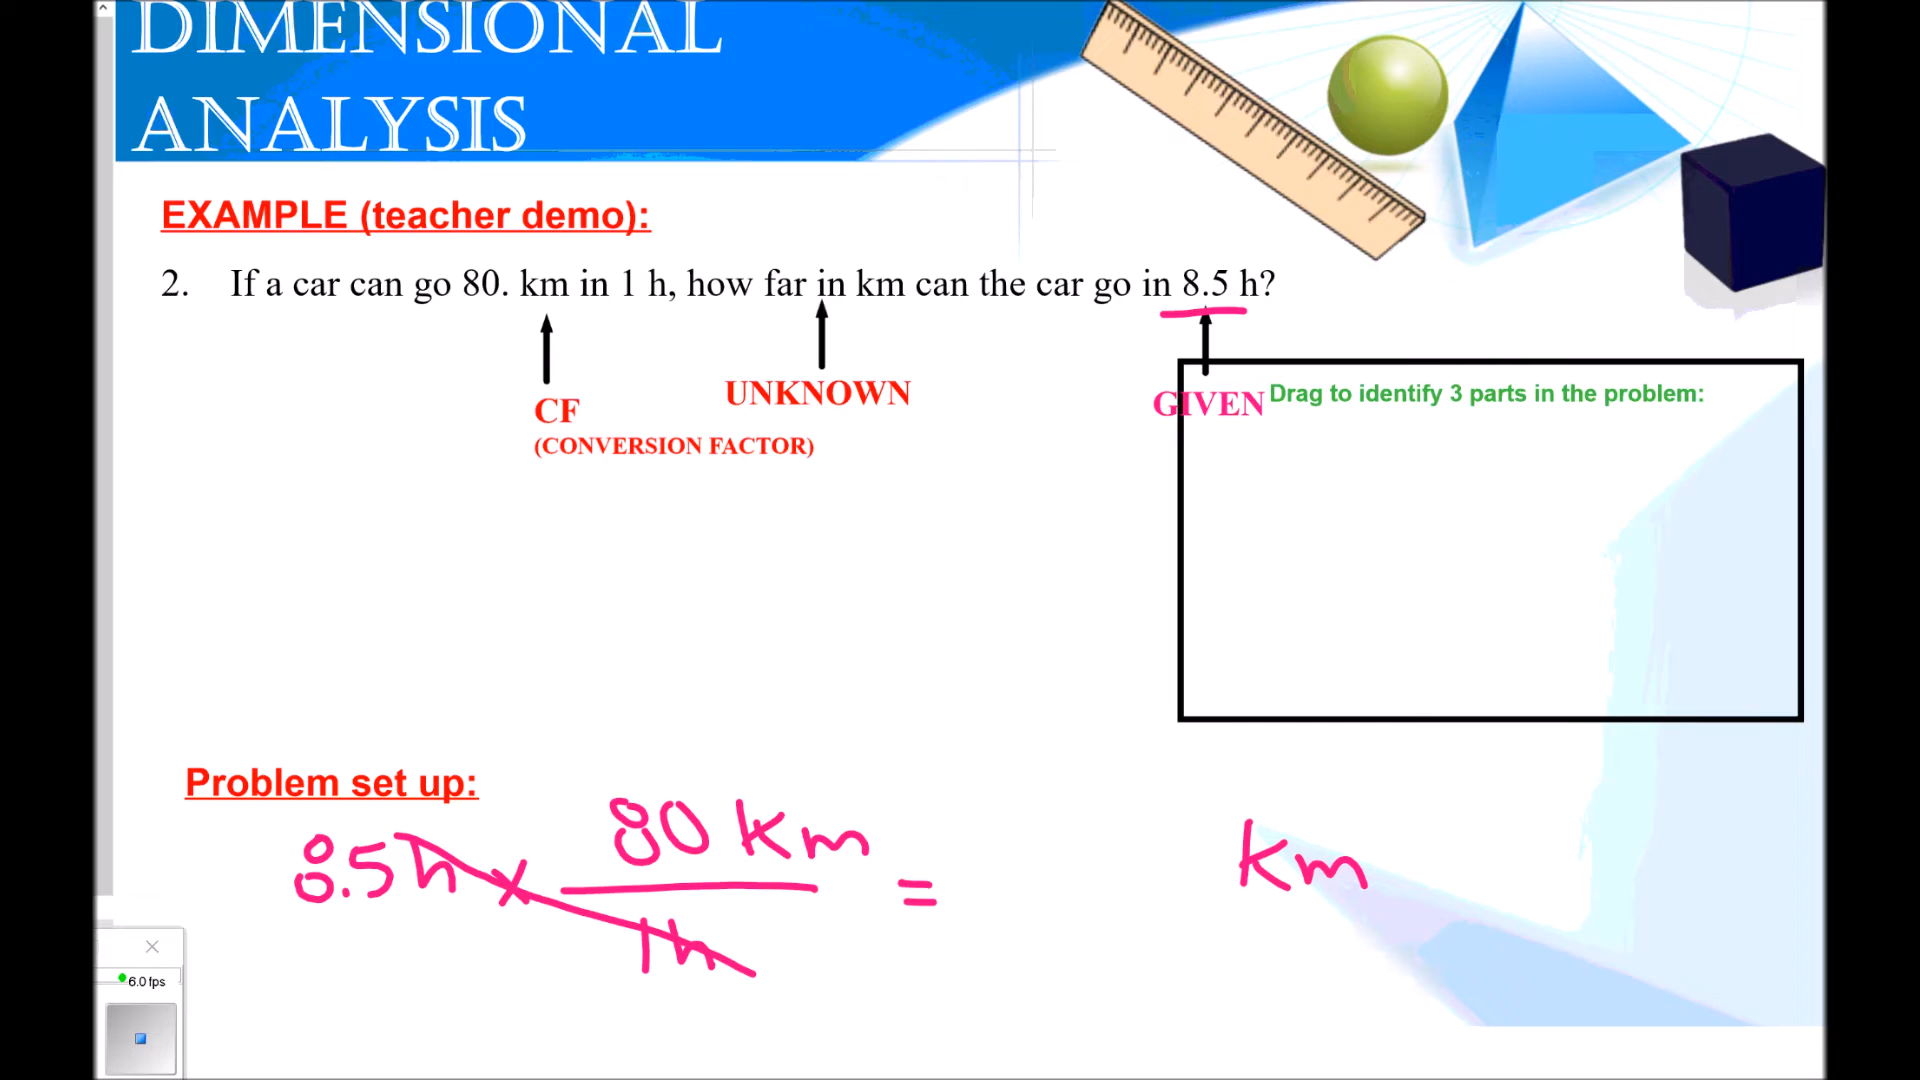 DIMENSIONAL
ANALYSIS
EXAMPLE (teacher demo):
2. If a car can go 80. km in 1 h, how far in km can the car go in 8.5 h?
CF
(CONVERSION FACTOR)
UNKNOWN
GIVEN
Drag to identify 3 parts in the problem:
Problem set up:
8.5 h x 80 km = km
1 h
6.0 fps